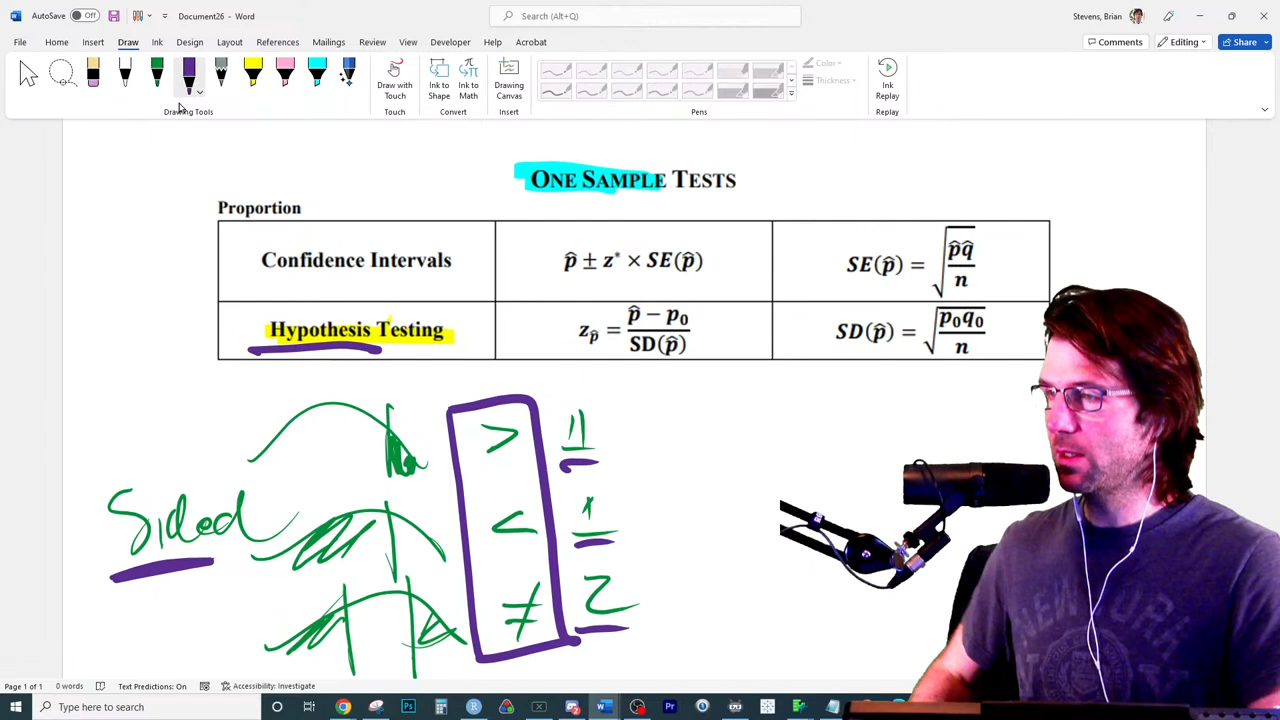 AutoSave Off Document26 - Word Search (Alt+Q) Stevens, Brian
File Home Insert Draw Ink Design Layout References Mailings Review View Developer Help Acrobat Comments Editing Share
Draw with Touch
Ink to Shape
Ink to Math
Drawing Canvas
Color
Thickness
Ink Replay
Drawing Tools Touch Convert Insert Pens Replay
ONE SAMPLE TESTS
Proportion
Confidence Intervals p̂ ± z* × SE(p̂) SE(p̂) = √(p̂q̂/n)
Hypothesis Testing z_p̂ = (p̂ − p₀)/SD(p̂) SD(p̂) = √(p₀q₀/n)
> 1
Sided < 1
≠ 2
Page 1 of 1 0 words Text Predictions: On Accessibility: Investigate
Type here to search